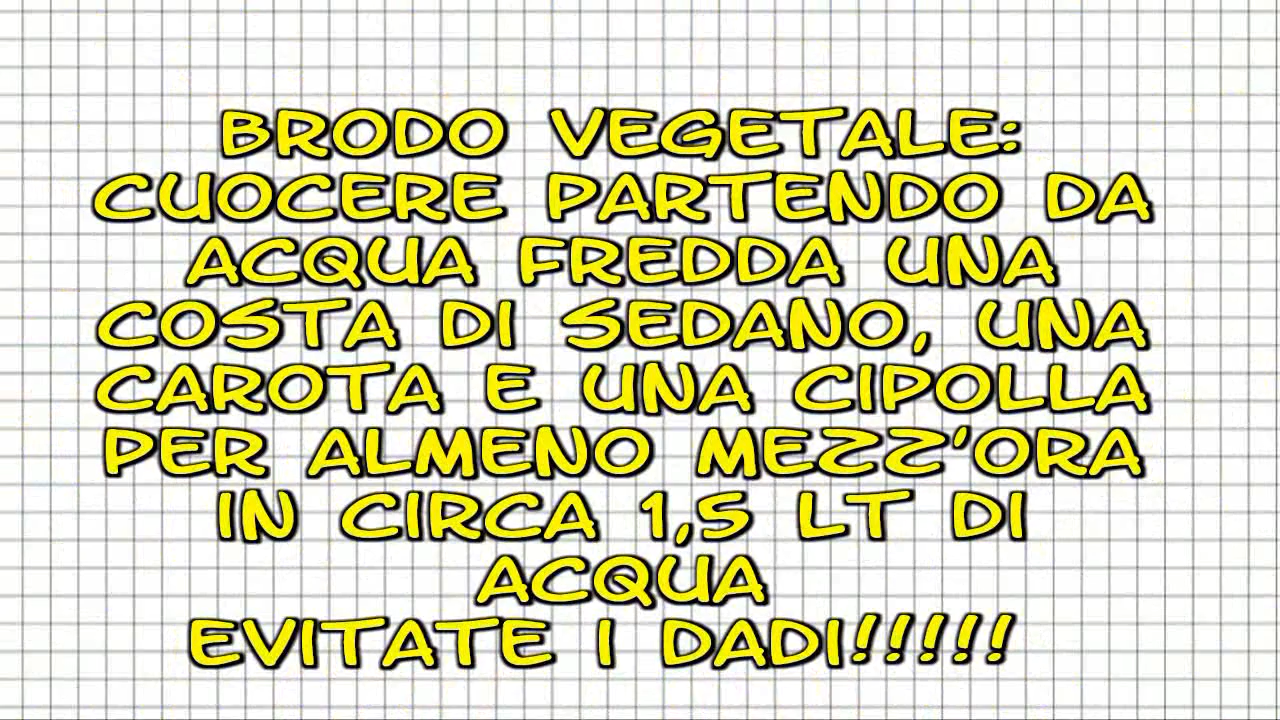 BRODO VEGETALE:
CUOCERE PARTENDO DA
ACQUA FREDDA UNA
COSTA DI SEDANO, UNA
CAROTA E UNA CIPOLLA
PER ALMENO MEZZ'ORA
IN CIRCA 1,5 LT DI
ACQUA
EVITATE I DADI!!!!!